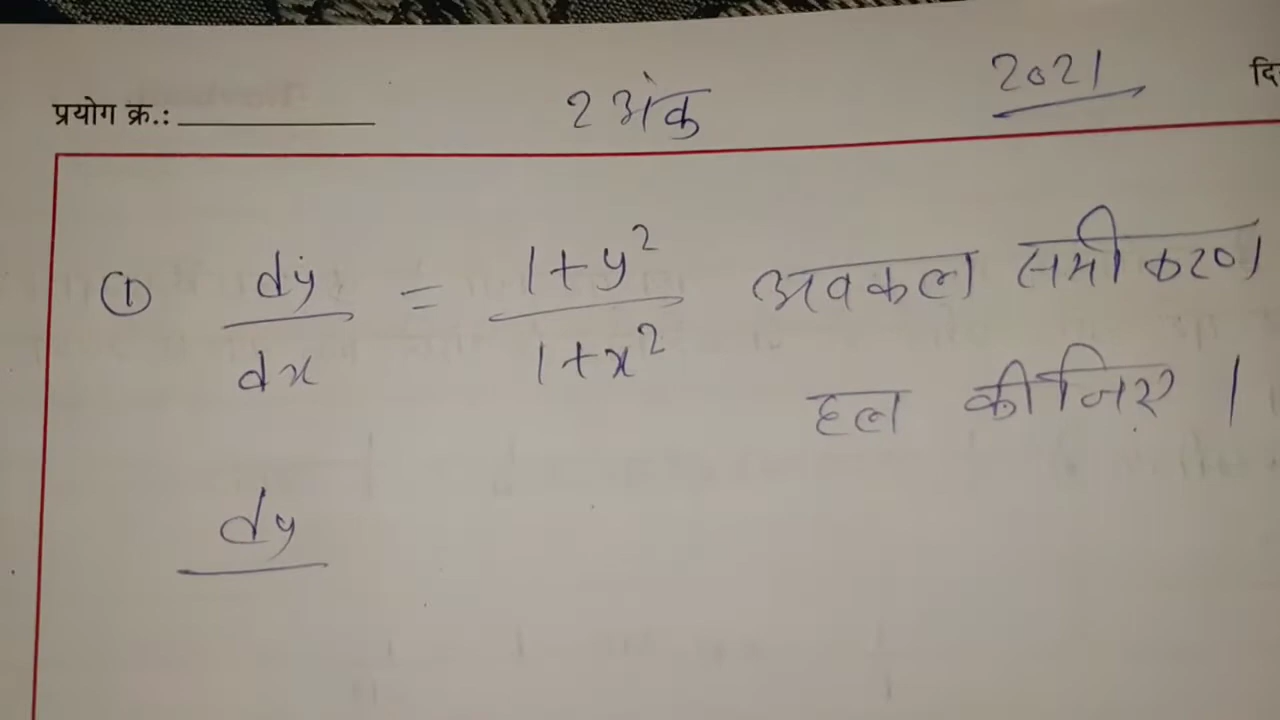 प्रयोग क्र.: 2 अंक 2021 दि
① dy/dx = 1+y²/1+x² अवकल समीकरण
हल कीजिए ।
dy